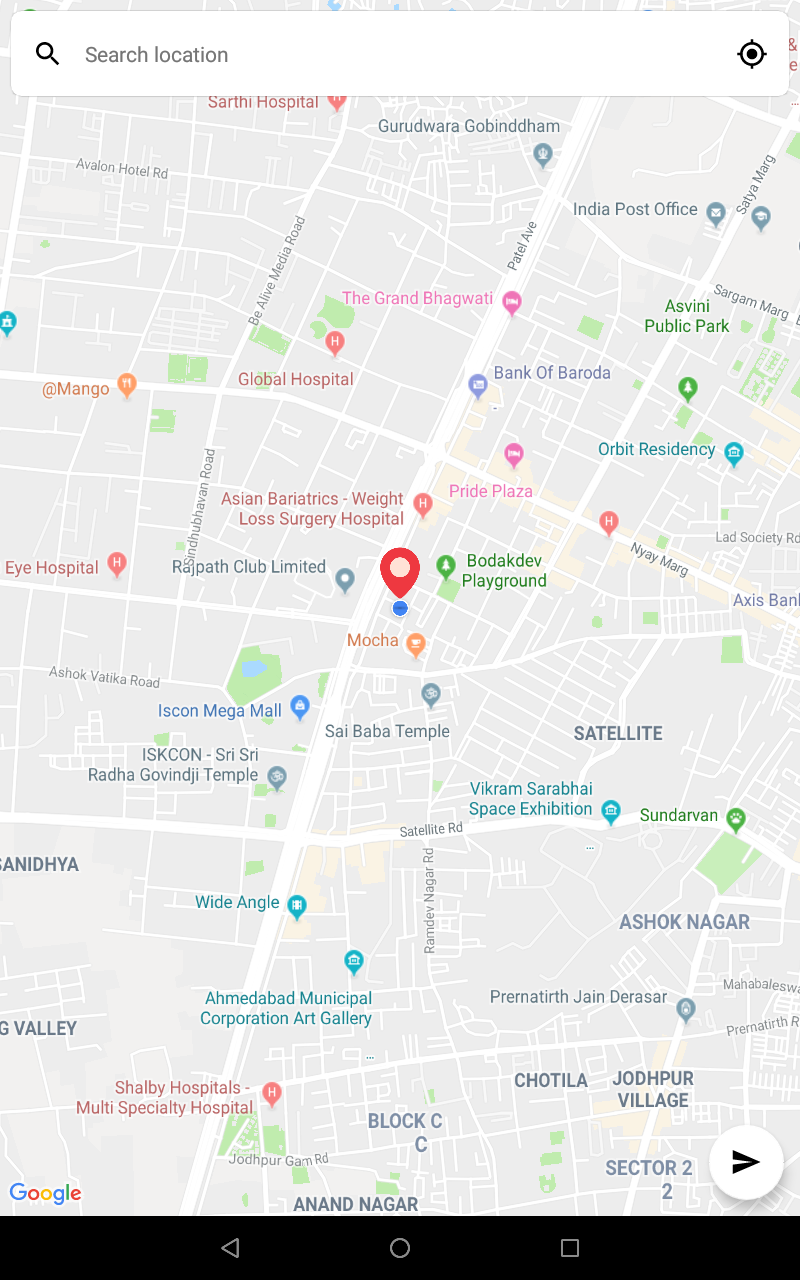 Search location
Sarthi Hospital
Gurudwara Gobinddham
Avalon Hotel Rd
Satya Marg
India Post Office
Patel Ave
Be Alive Media Road
The Grand Bhagwati
Sargam Marg
Asvini
Public Park
Global Hospital
Bank Of Baroda
@Mango
Orbit Residency
Sindhubhavan Road
Pride Plaza
Asian Bariatrics - Weight
Loss Surgery Hospital
Lad Society Rd
Nyay Marg
Eye Hospital
Rajpath Club Limited
Bodakdev
Playground
Axis Bank
Mocha
Ashok Vatika Road
Iscon Mega Mall
Sai Baba Temple
SATELLITE
ISKCON - Sri Sri
Radha Govindji Temple
Vikram Sarabhai
Space Exhibition
Sundarvan
Satellite Rd
SANIDHYA
Ramdev Nagar Rd
Wide Angle
ASHOK NAGAR
Ahmedabad Municipal
Corporation Art Gallery
Prernatirth Jain Derasar
Mahabalesw
Prernatirth R
G VALLEY
Shalby Hospitals -
Multi Specialty Hospital
CHOTILA
JODHPUR
VILLAGE
BLOCK C
C
Jodhpur Gam Rd
SECTOR 2
2
Google
ANAND NAGAR